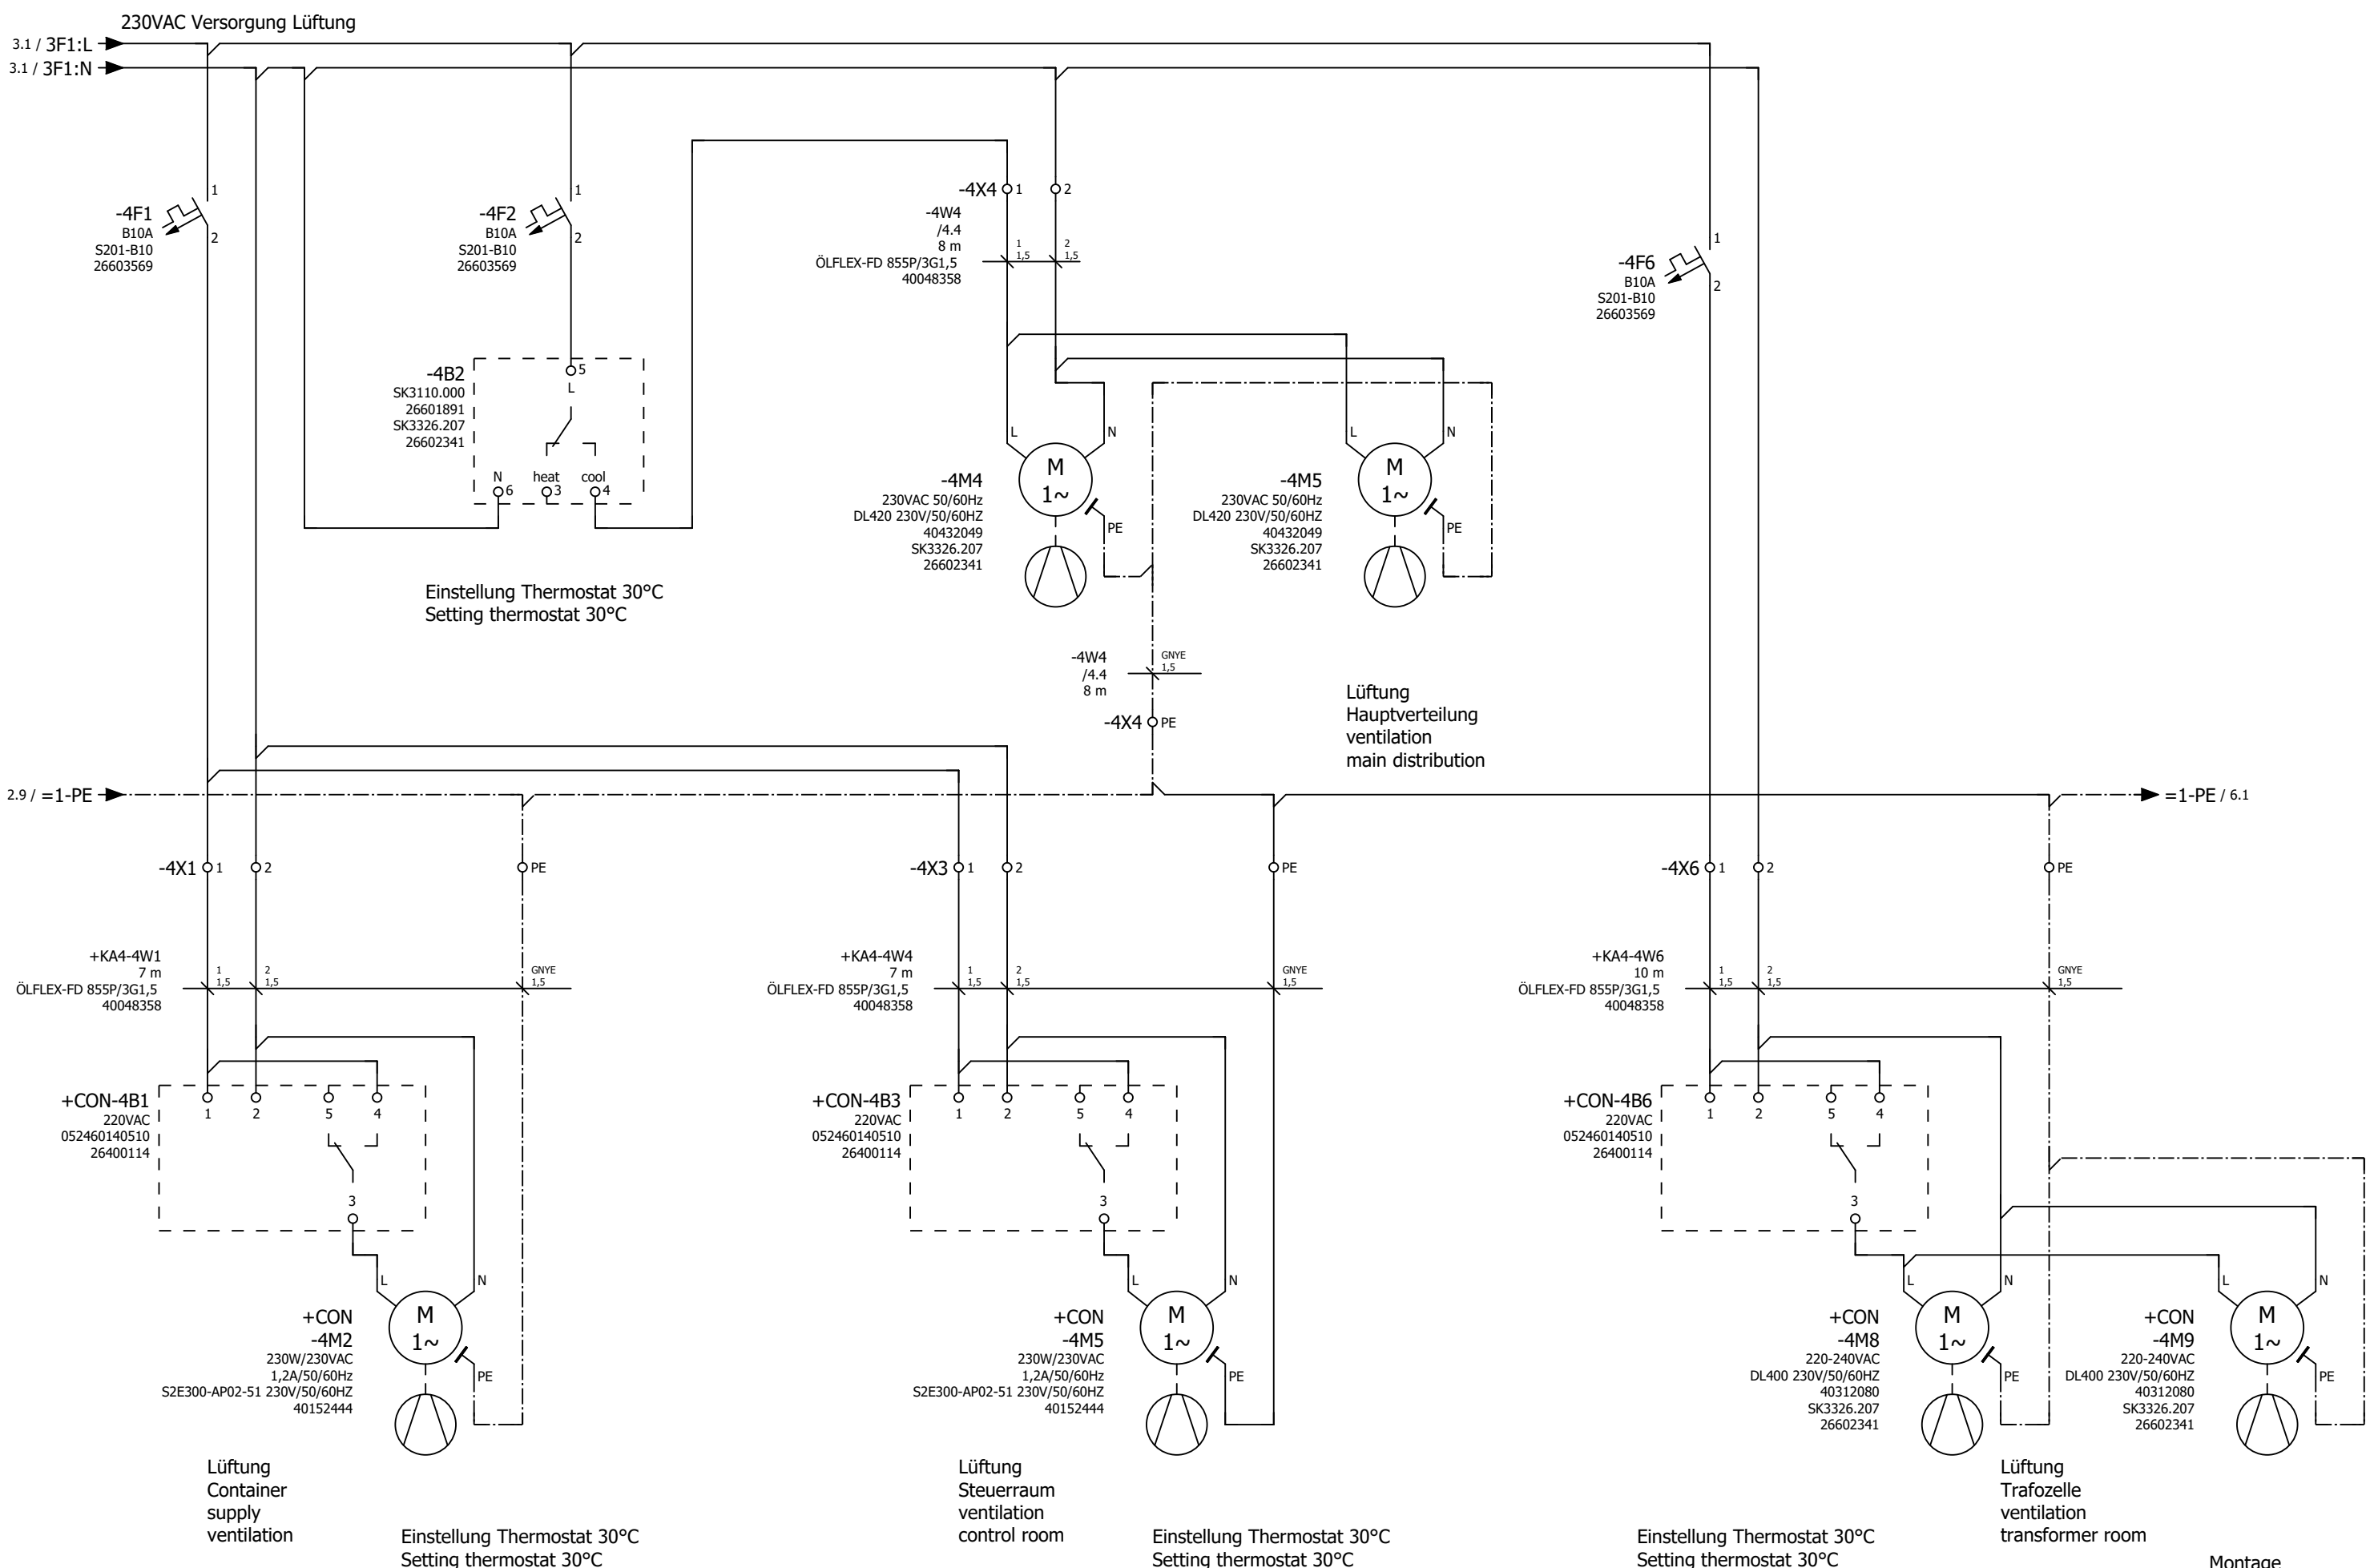 230VAC Versorgung Lüftung
3.1 / 3F1:L
3.1 / 3F1:N
-4F1
B10A
S201-B10
26603569
1
2
-4F2
B10A
S201-B10
26603569
1
2
-4X4 1 2
-4W4
/4.4
8 m
ÖLFLEX-FD 855P/3G1,5
40048358
1
1,5
2
1,5
-4F6
B10A
S201-B10
26603569
1
2
-4B2
SK3110.000
26601891
SK3326.207
26602341
5
L
N heat cool
6 3 4
Einstellung Thermostat 30°C
Setting thermostat 30°C
L N
M
1~
PE
-4M4
230VAC 50/60Hz
DL420 230V/50/60HZ
40432049
SK3326.207
26602341
L N
M
1~
PE
-4M5
230VAC 50/60Hz
DL420 230V/50/60HZ
40432049
SK3326.207
26602341
-4W4
/4.4
8 m
GNYE
1,5
-4X4 PE
Lüftung
Hauptverteilung
ventilation
main distribution
2.9 / =1-PE
=1-PE / 6.1
-4X1 1 2 PE
-4X3 1 2 PE
-4X6 1 2 PE
+KA4-4W1
7 m
ÖLFLEX-FD 855P/3G1,5
40048358
1
1,5
2
1,5
GNYE
1,5
+KA4-4W4
7 m
ÖLFLEX-FD 855P/3G1,5
40048358
1
1,5
2
1,5
GNYE
1,5
+KA4-4W6
10 m
ÖLFLEX-FD 855P/3G1,5
40048358
1
1,5
2
1,5
GNYE
1,5
+CON-4B1
220VAC
052460140510
26400114
1 2 5 4
3
+CON-4B3
220VAC
052460140510
26400114
1 2 5 4
3
+CON-4B6
220VAC
052460140510
26400114
1 2 5 4
3
L N
M
1~
PE
+CON
-4M2
230W/230VAC
1,2A/50/60Hz
S2E300-AP02-51 230V/50/60HZ
40152444
L N
M
1~
PE
+CON
-4M5
230W/230VAC
1,2A/50/60Hz
S2E300-AP02-51 230V/50/60HZ
40152444
L N
M
1~
PE
+CON
-4M8
220-240VAC
DL400 230V/50/60HZ
40312080
SK3326.207
26602341
L N
M
1~
PE
+CON
-4M9
220-240VAC
DL400 230V/50/60HZ
40312080
SK3326.207
26602341
Lüftung
Container
supply
ventilation
Einstellung Thermostat 30°C
Setting thermostat 30°C
Lüftung
Steuerraum
ventilation
control room
Einstellung Thermostat 30°C
Setting thermostat 30°C
Einstellung Thermostat 30°C
Setting thermostat 30°C
Lüftung
Trafozelle
ventilation
transformer room
Montage